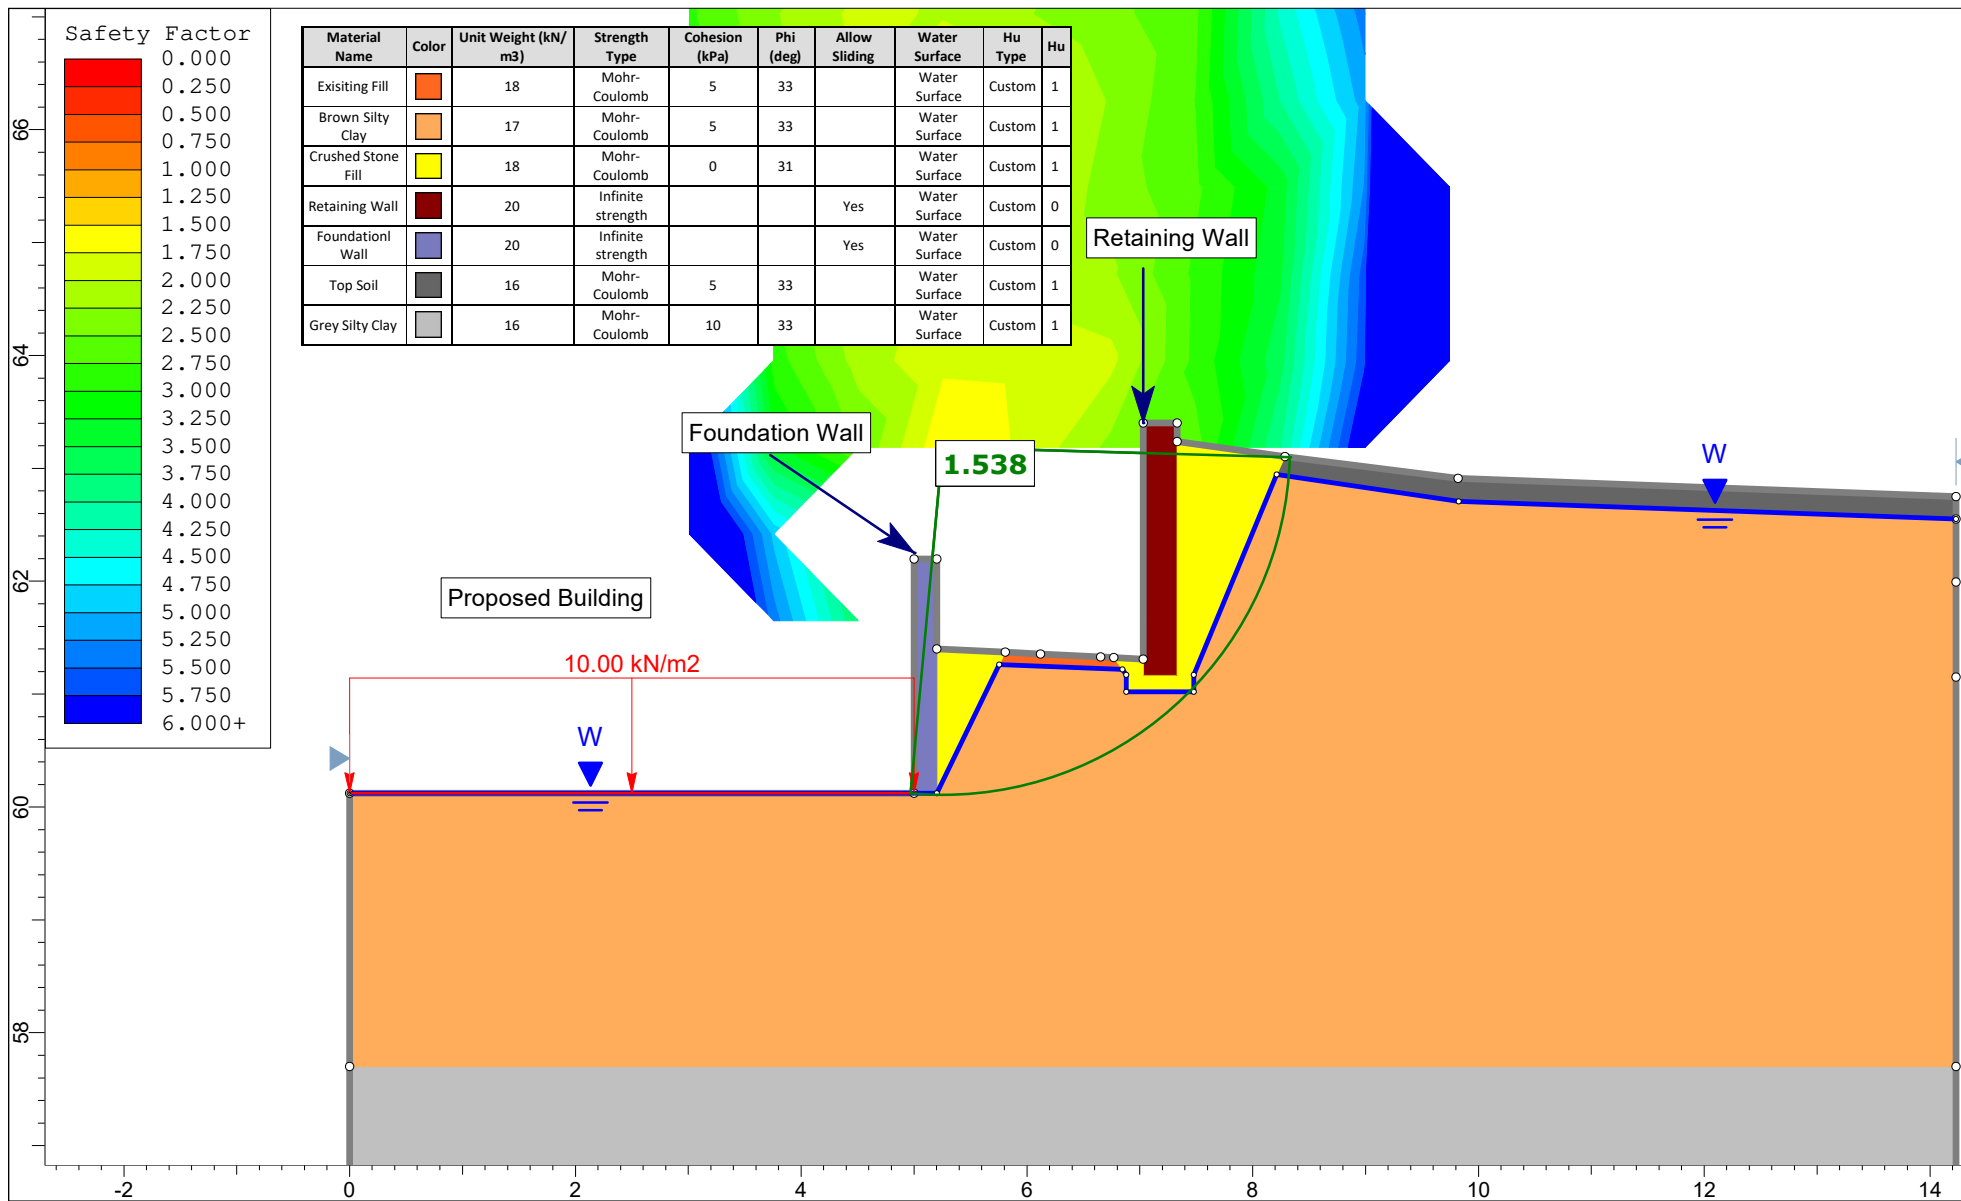 Safety Factor
0.000
0.250
0.500
0.750
1.000
1.250
1.500
1.750
2.000
2.250
2.500
2.750
3.000
3.250
3.500
3.750
4.000
4.250
4.500
4.750
5.000
5.250
5.500
5.750
6.000+
Material Name Color Unit Weight (kN/ m3) Strength Type Cohesion (kPa) Phi (deg) Allow Sliding Water Surface Hu Type Hu
Exisiting Fill 18 Mohr-Coulomb 5 33 Water Surface Custom 1
Brown Silty Clay 17 Mohr-Coulomb 5 33 Water Surface Custom 1
Crushed Stone Fill 18 Mohr-Coulomb 0 31 Water Surface Custom 1
Retaining Wall 20 Infinite strength Yes Water Surface Custom 0
Foundationl Wall 20 Infinite strength Yes Water Surface Custom 0
Top Soil 16 Mohr-Coulomb 5 33 Water Surface Custom 1
Grey Silty Clay 16 Mohr-Coulomb 10 33 Water Surface Custom 1
Retaining Wall
Foundation Wall
1.538
W
Proposed Building
10.00 kN/m2
W
66
64
62
60
58
-2 0 2 4 6 8 10 12 14